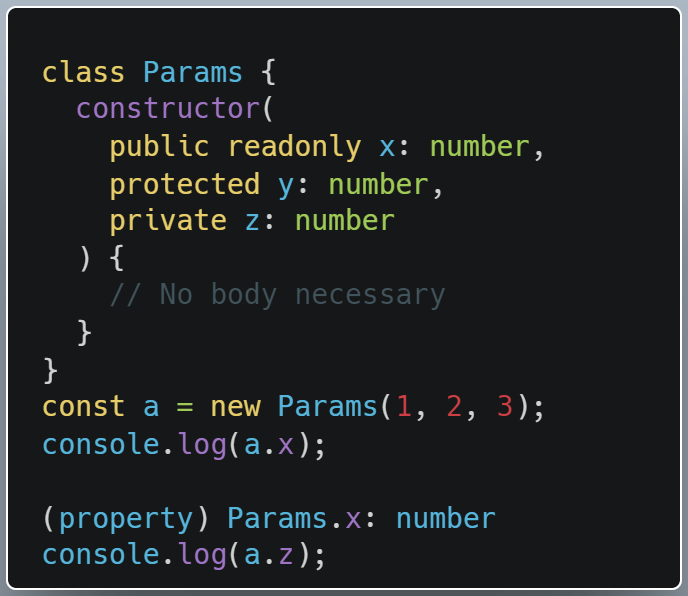 class Params {
  constructor(
    public readonly x: number,
    protected y: number,
    private z: number
  ) {
    // No body necessary
  }
}
const a = new Params(1, 2, 3);
console.log(a.x);

(property) Params.x: number
console.log(a.z);